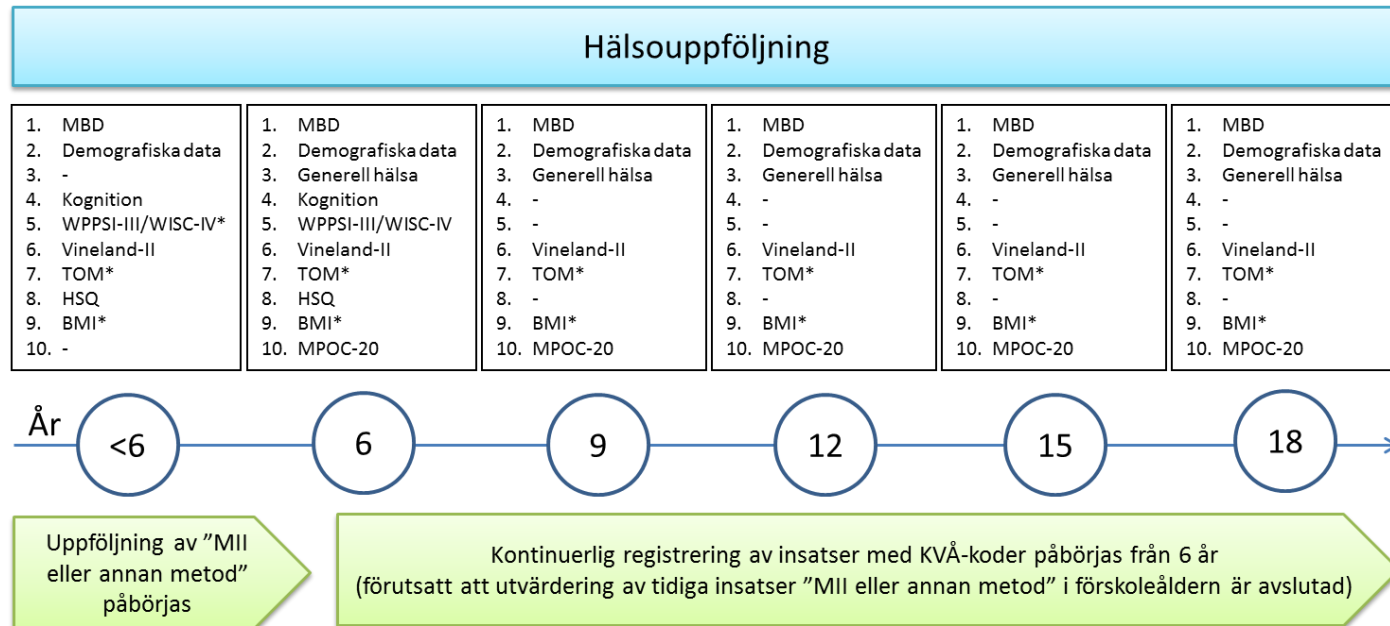 Hälsouppföljning
1. MBD
2. Demografiska data
3. -
4. Kognition
5. WPPSI-III/WISC-IV*
6. Vineland-II
7. TOM*
8. HSQ
9. BMI*
10. -
1. MBD
2. Demografiska data
3. Generell hälsa
4. Kognition
5. WPPSI-III/WISC-IV
6. Vineland-II
7. TOM*
8. HSQ
9. BMI*
10. MPOC-20
1. MBD
2. Demografiska data
3. Generell hälsa
4. -
5. -
6. Vineland-II
7. TOM*
8. -
9. BMI*
10. MPOC-20
1. MBD
2. Demografiska data
3. Generell hälsa
4. -
5. -
6. Vineland-II
7. TOM*
8. -
9. BMI*
10. MPOC-20
1. MBD
2. Demografiska data
3. Generell hälsa
4. -
5. -
6. Vineland-II
7. TOM*
8. -
9. BMI*
10. MPOC-20
1. MBD
2. Demografiska data
3. Generell hälsa
4. -
5. -
6. Vineland-II
7. TOM*
8. -
9. BMI*
10. MPOC-20
År
<6
6
9
12
15
18
Uppföljning av ”MII
eller annan metod”
påbörjas
Kontinuerlig registrering av insatser med KVÅ-koder påbörjas från 6 år
(förutsatt att utvärdering av tidiga insatser ”MII eller annan metod” i förskoleåldern är avslutad)